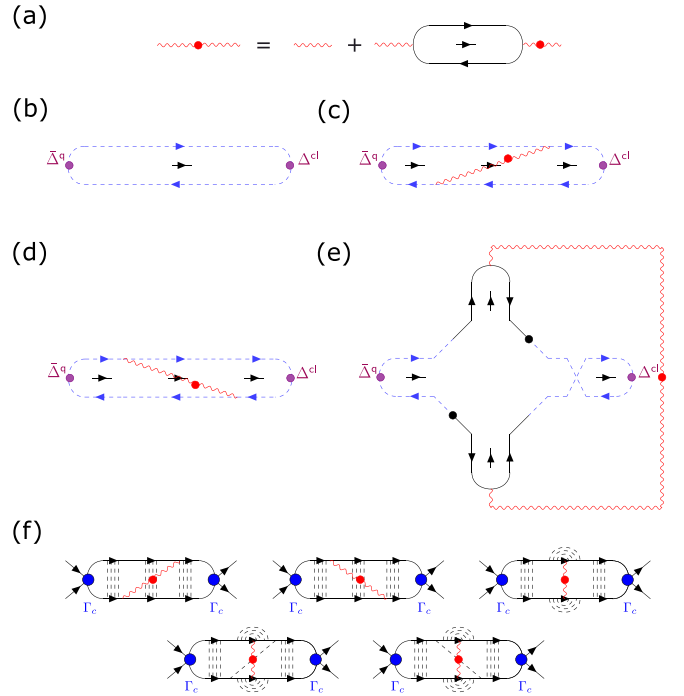 (a)
= +
(b) (c)
Δ̄^q Δ^cl Δ̄^q Δ^cl
(d) (e)
Δ̄^q Δ^cl Δ̄^q Δ^cl
(f)
Γ_c Γ_c Γ_c Γ_c Γ_c Γ_c
Γ_c Γ_c Γ_c Γ_c